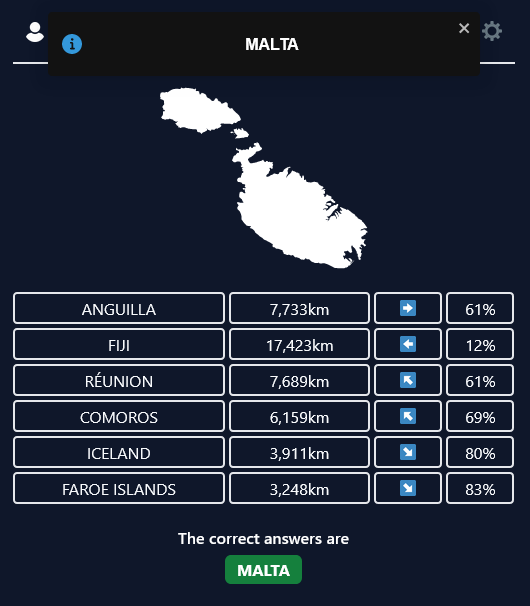 MALTA
ANGUILLA 7,733km ➡ 61%
FIJI 17,423km ⬅ 12%
RÉUNION 7,689km ↖ 61%
COMOROS 6,159km ↖ 69%
ICELAND 3,911km ↘ 80%
FAROE ISLANDS 3,248km ↘ 83%
The correct answers are
MALTA